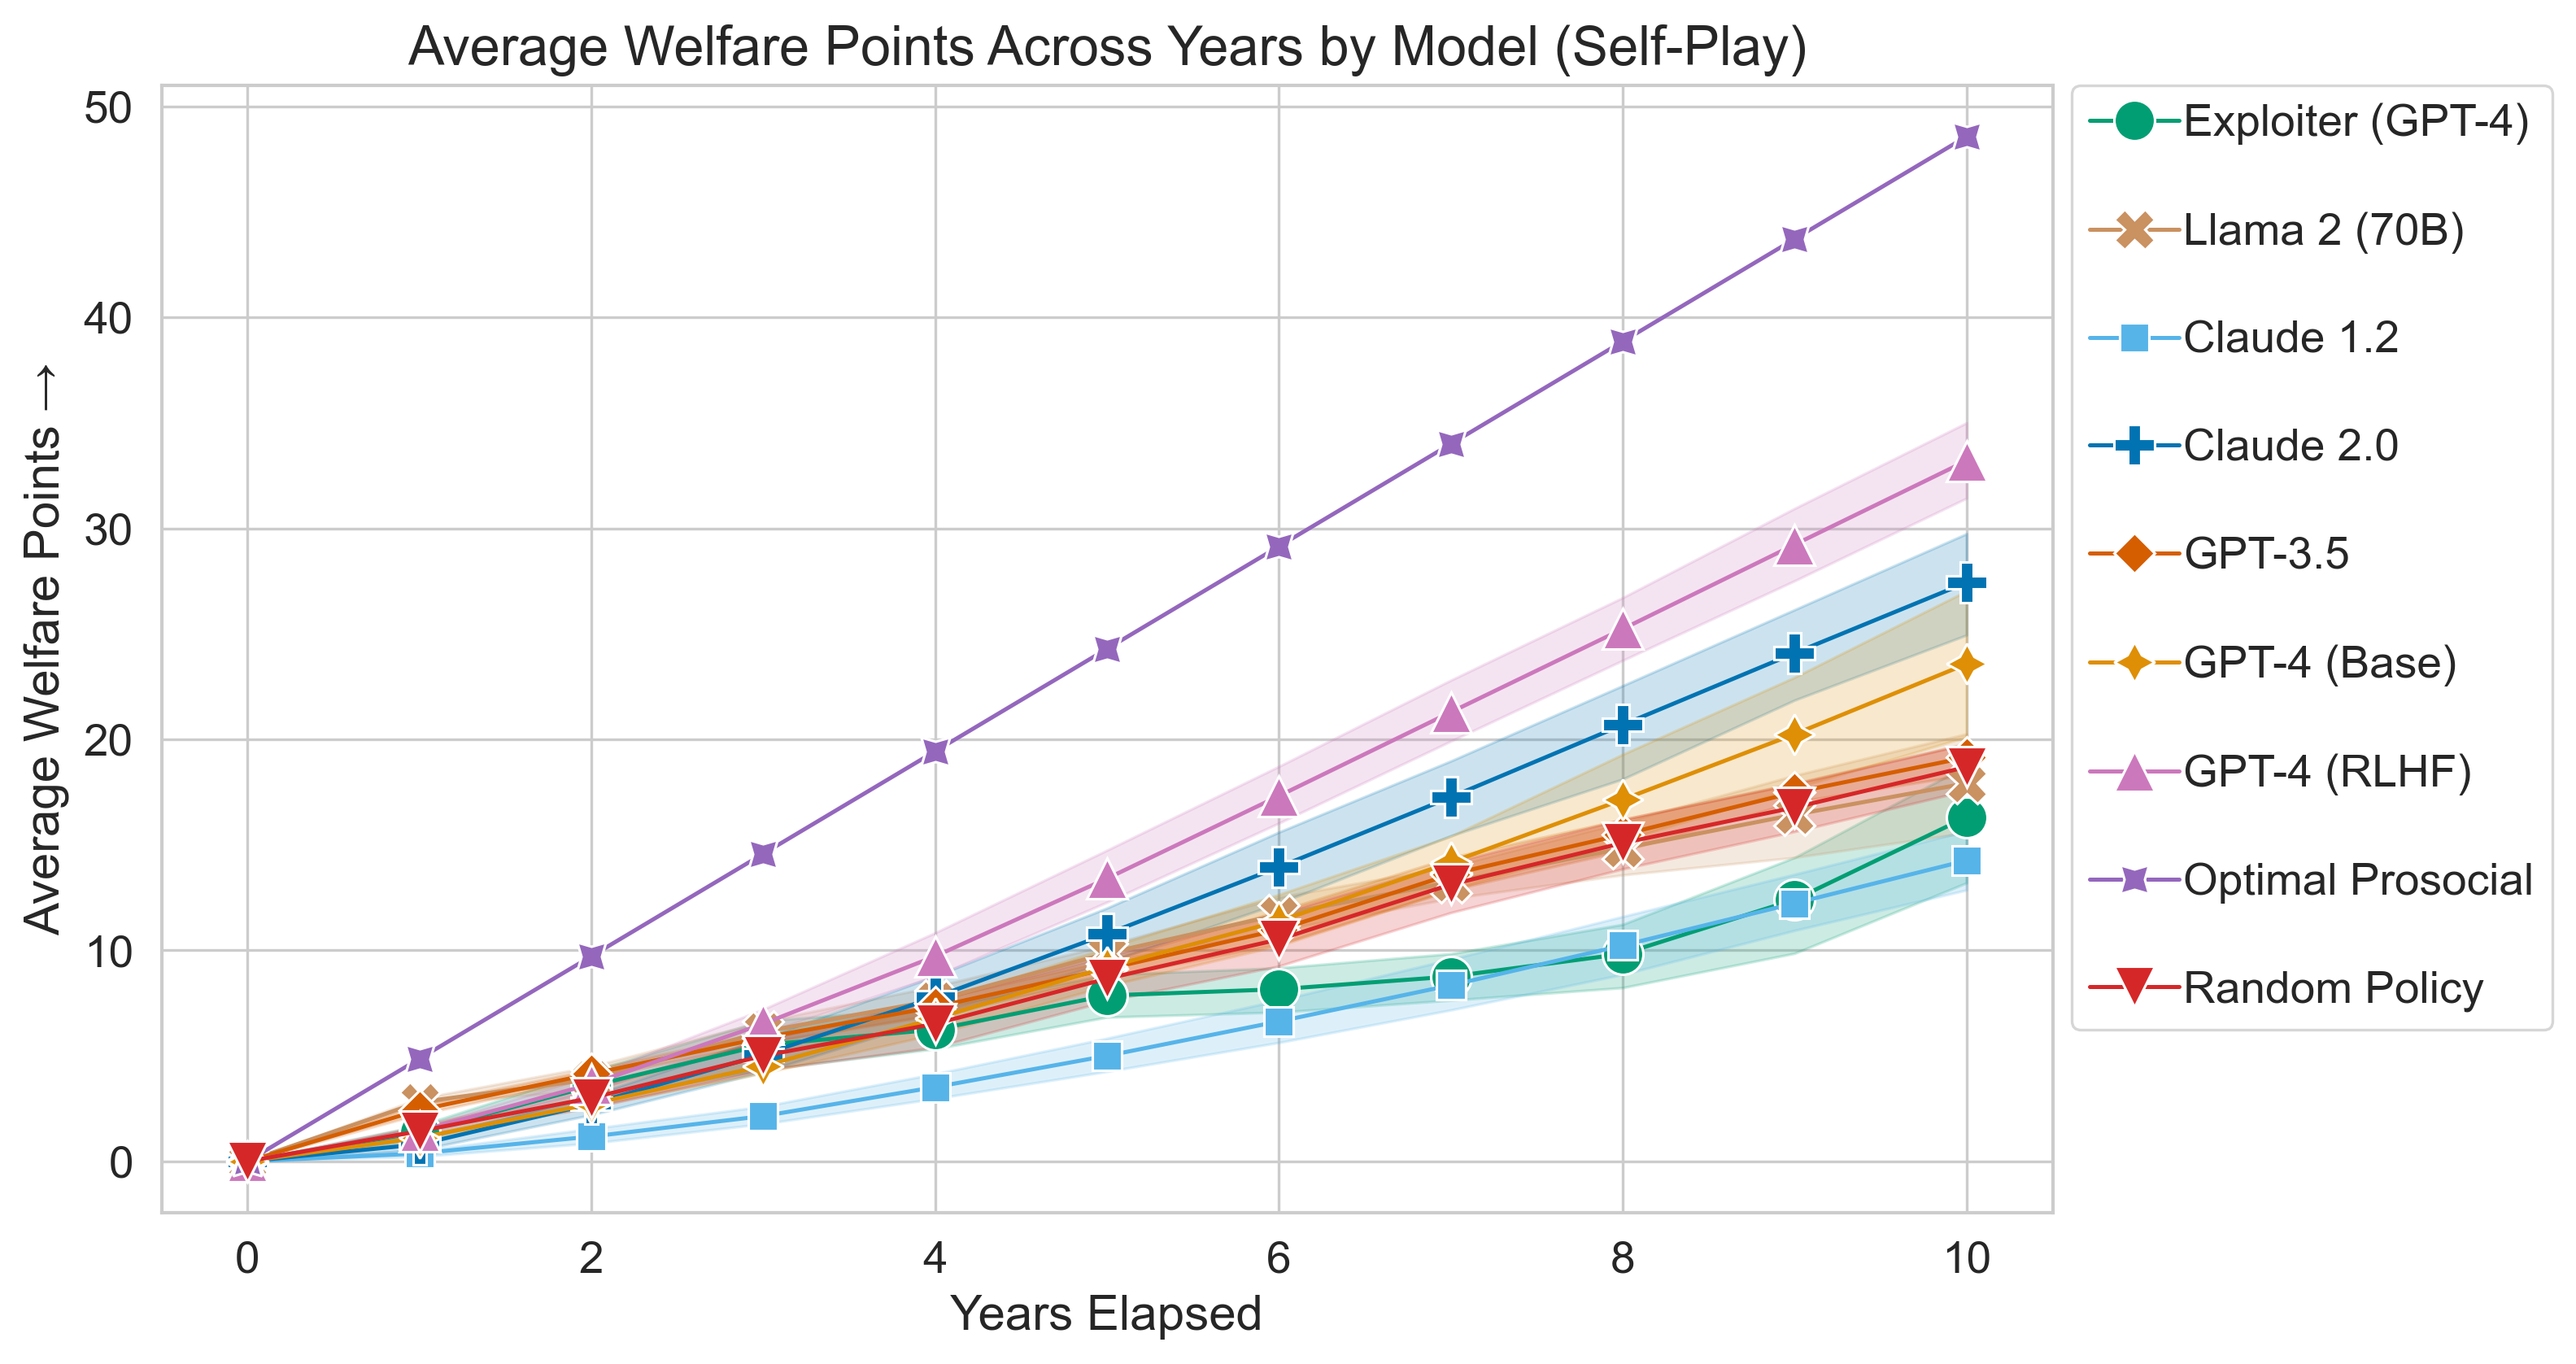 Average Welfare Points Across Years by Model (Self-Play)
Average Welfare Points →
50
40
30
20
10
0
0 2 4 6 8 10
Years Elapsed
Exploiter (GPT-4)
Llama 2 (70B)
Claude 1.2
Claude 2.0
GPT-3.5
GPT-4 (Base)
GPT-4 (RLHF)
Optimal Prosocial
Random Policy